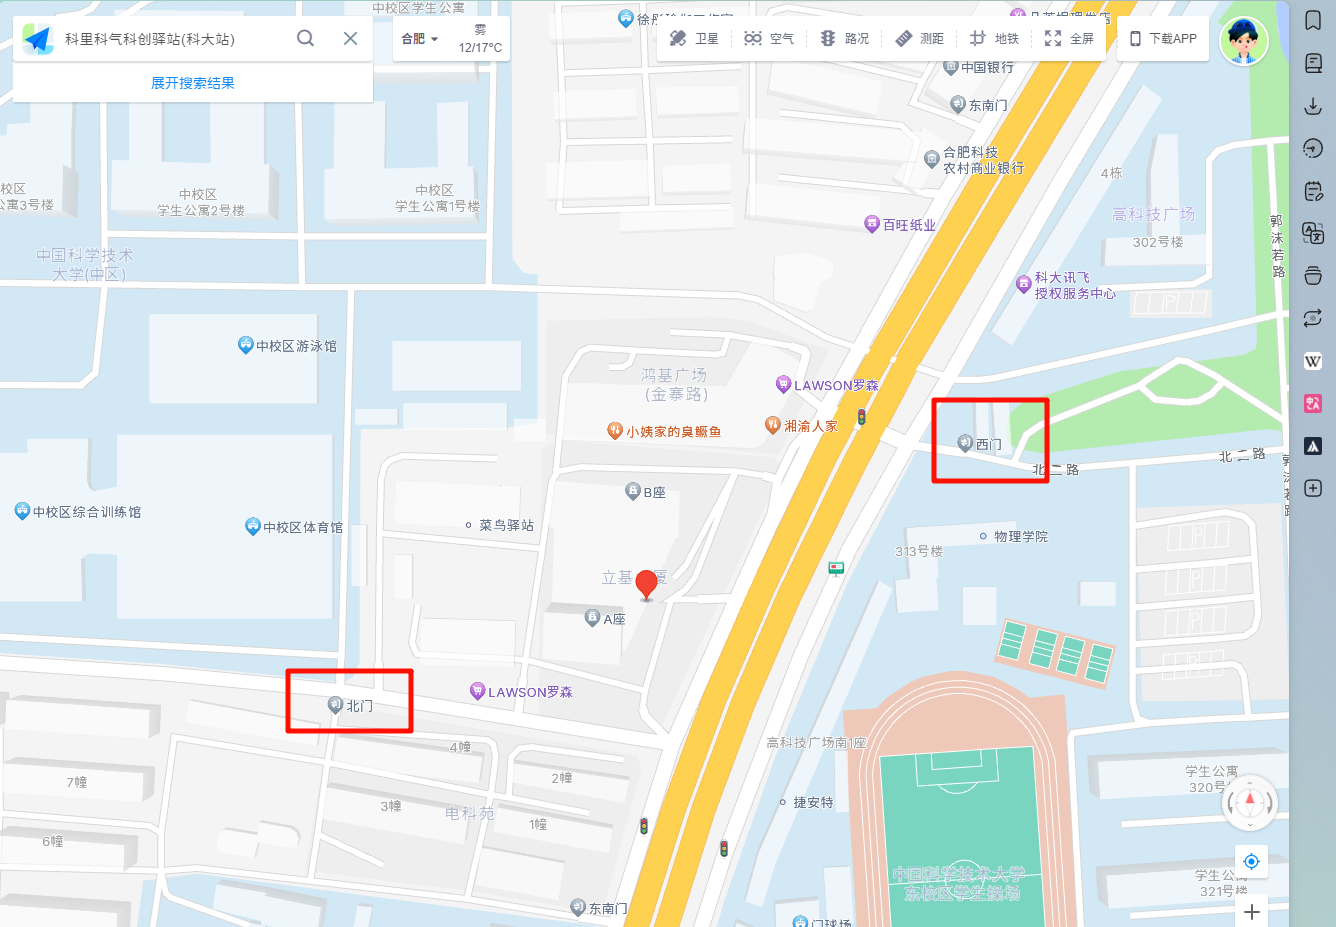 中校区学生公寓
科里科气科创驿站(科大站)
展开搜索结果
合肥
雾
12/17°C
卫星
空气
路况
测距
地铁
全屏
下载APP
中国银行
东南门
合肥科技
农村商业银行
4栋
高科技广场
302号楼
郭沫若路
校区
公寓3号楼
中校区
学生公寓2号楼
中校区
学生公寓1号楼
百旺纸业
中国科学技术
大学(中区)
科大讯飞
授权服务中心
中校区游泳馆
鸿基广场
(金寨路)
LAWSON罗森
小姨家的臭鳜鱼
湘渝人家
西门
北二路
北二路
郭沫若路
B座
中校区综合训练馆
中校区体育馆
菜鸟驿站
物理学院
313号楼
立基
厦
A座
LAWSON罗森
北门
高科技广场南1座
4幢
2幢
7幢
3幢
电科苑
1幢
捷安特
学生公寓
320号
6幢
中国科学技术大学
东校区学生操场
学生公
321号楼
东南门
门球场